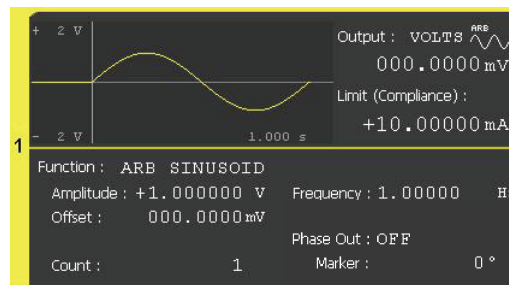 + 2 V
Output : VOLTS ARB
000.0000 mV
Limit (Compliance) :
+10.00000 mA
- 2 V 1.000 s
1
Function : ARB SINUSOID
Amplitude : +1.000000 V Frequency : 1.00000 H
Offset : 000.0000 mV
Phase Out : OFF
Count : 1 Marker : 0 °